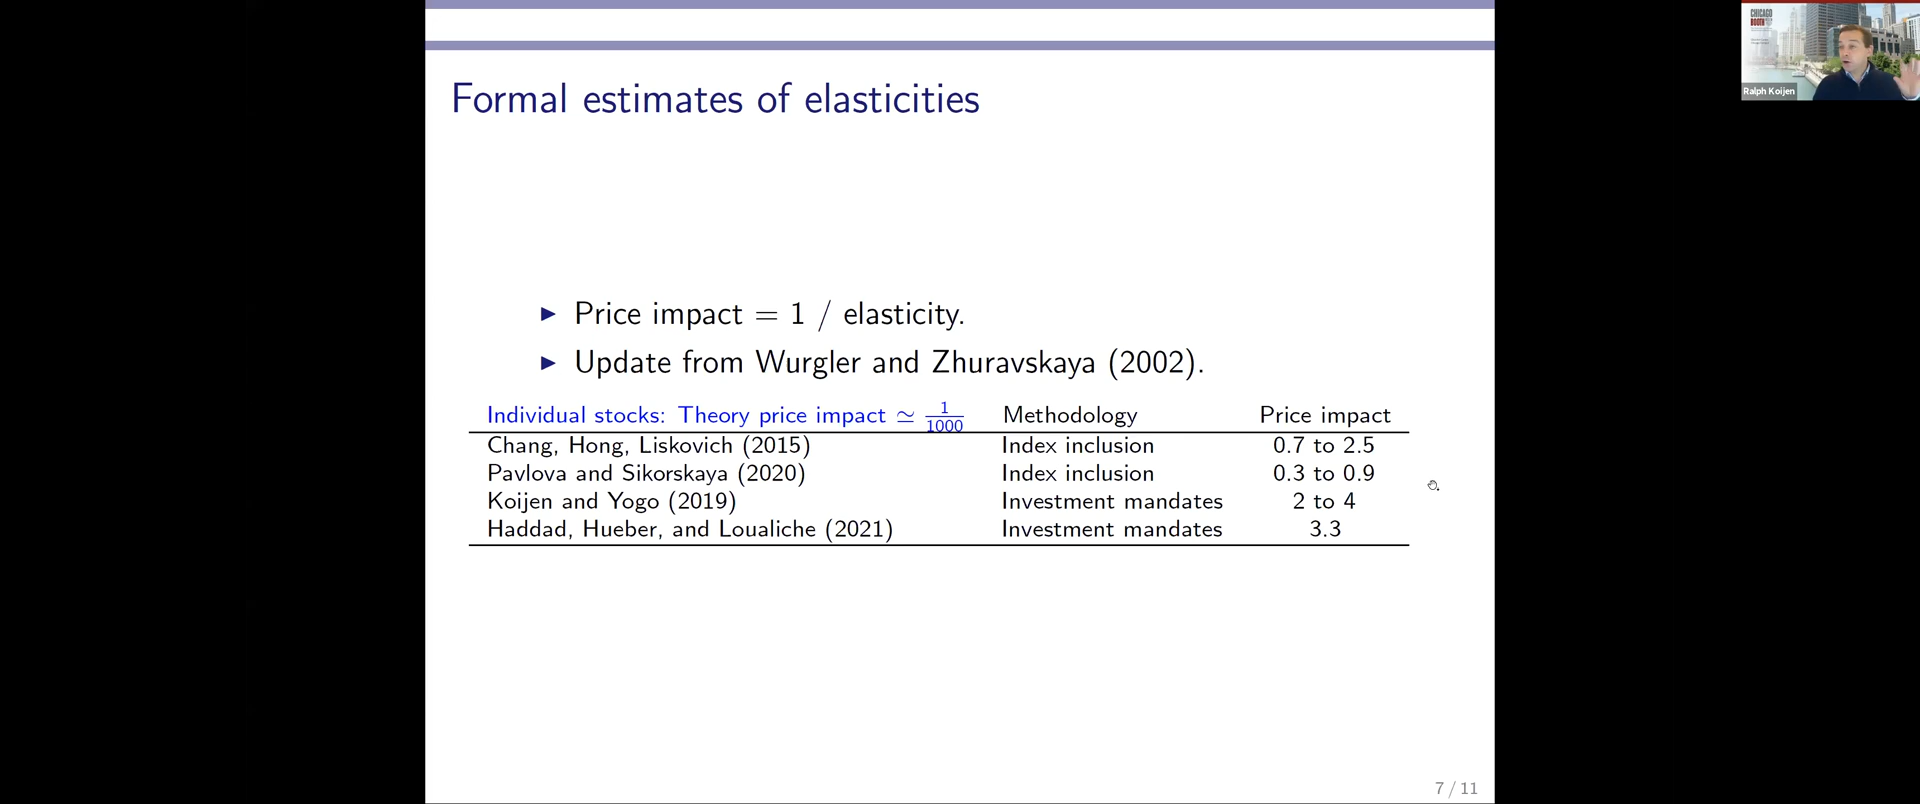 Formal estimates of elasticities
▶ Price impact = 1 / elasticity.
▶ Update from Wurgler and Zhuravskaya (2002).
Individual stocks: Theory price impact ≃ 1/1000 Methodology Price impact
Chang, Hong, Liskovich (2015) Index inclusion 0.7 to 2.5
Pavlova and Sikorskaya (2020) Index inclusion 0.3 to 0.9
Koijen and Yogo (2019) Investment mandates 2 to 4
Haddad, Hueber, and Loualiche (2021) Investment mandates 3.3
7 / 11
CHICAGO
BOOTH
Ralph Koijen